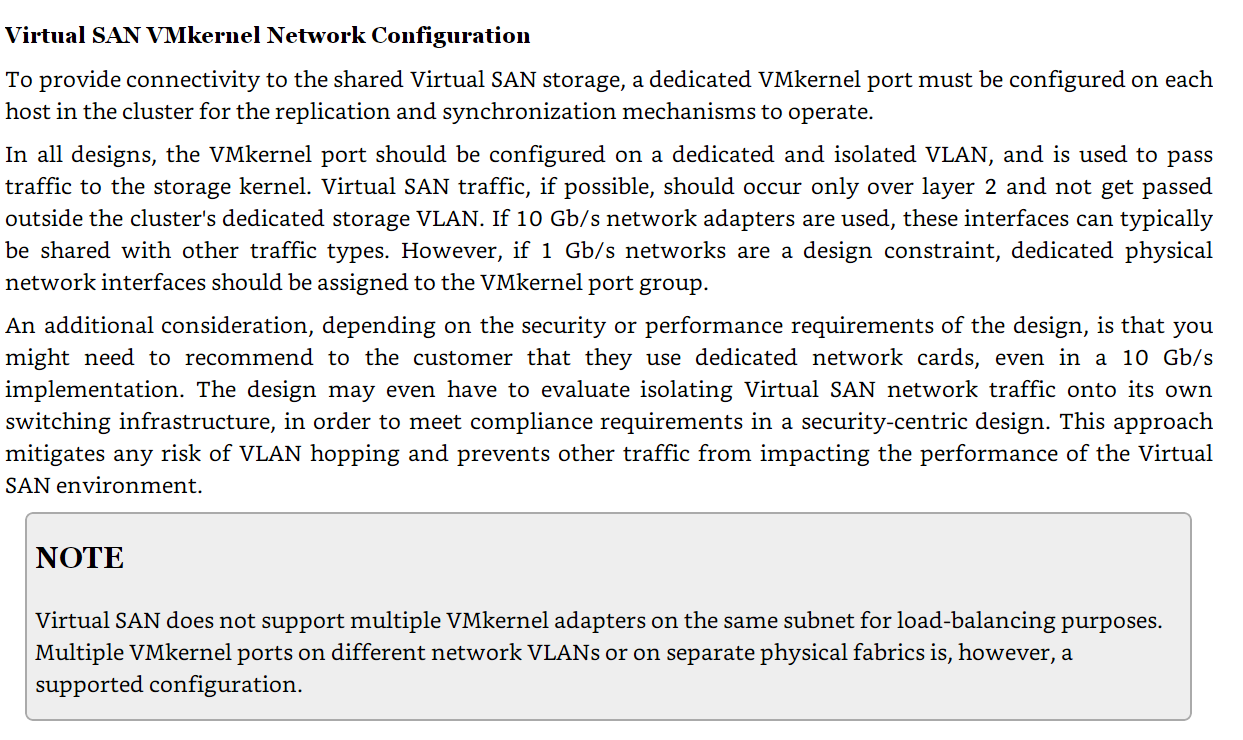 Virtual SAN VMkernel Network Configuration
To provide connectivity to the shared Virtual SAN storage, a dedicated VMkernel port must be configured on each
host in the cluster for the replication and synchronization mechanisms to operate.
In all designs, the VMkernel port should be configured on a dedicated and isolated VLAN, and is used to pass
traffic to the storage kernel. Virtual SAN traffic, if possible, should occur only over layer 2 and not get passed
outside the cluster's dedicated storage VLAN. If 10 Gb/s network adapters are used, these interfaces can typically
be shared with other traffic types. However, if 1 Gb/s networks are a design constraint, dedicated physical
network interfaces should be assigned to the VMkernel port group.
An additional consideration, depending on the security or performance requirements of the design, is that you
might need to recommend to the customer that they use dedicated network cards, even in a 10 Gb/s
implementation. The design may even have to evaluate isolating Virtual SAN network traffic onto its own
switching infrastructure, in order to meet compliance requirements in a security-centric design. This approach
mitigates any risk of VLAN hopping and prevents other traffic from impacting the performance of the Virtual
SAN environment.
NOTE
Virtual SAN does not support multiple VMkernel adapters on the same subnet for load-balancing purposes.
Multiple VMkernel ports on different network VLANs or on separate physical fabrics is, however, a
supported configuration.